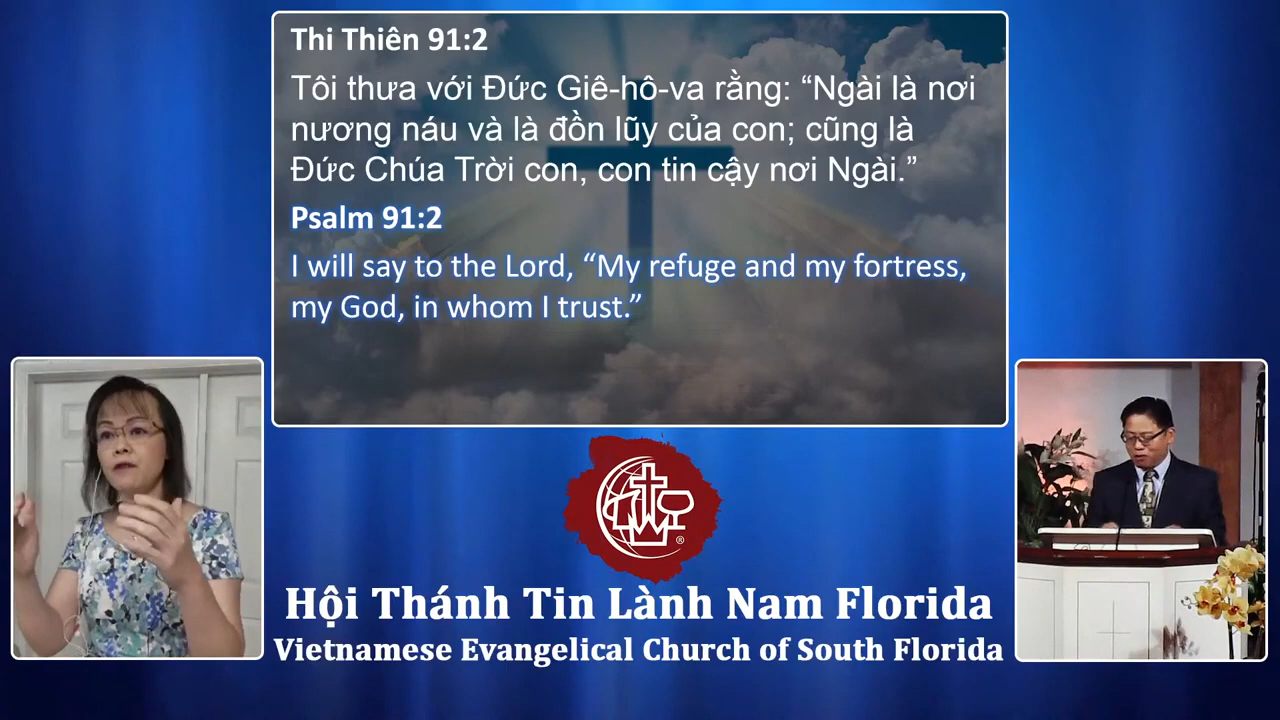 Thi Thiên 91:2
Tôi thưa với Đức Giê-hô-va rằng: “Ngài là nơi
nương náu và là đồn lũy của con; cũng là
Đức Chúa Trời con, con tin cậy nơi Ngài.”
Psalm 91:2
I will say to the Lord, “My refuge and my fortress,
my God, in whom I trust.”
®
Hội Thánh Tin Lành Nam Florida
Vietnamese Evangelical Church of South Florida